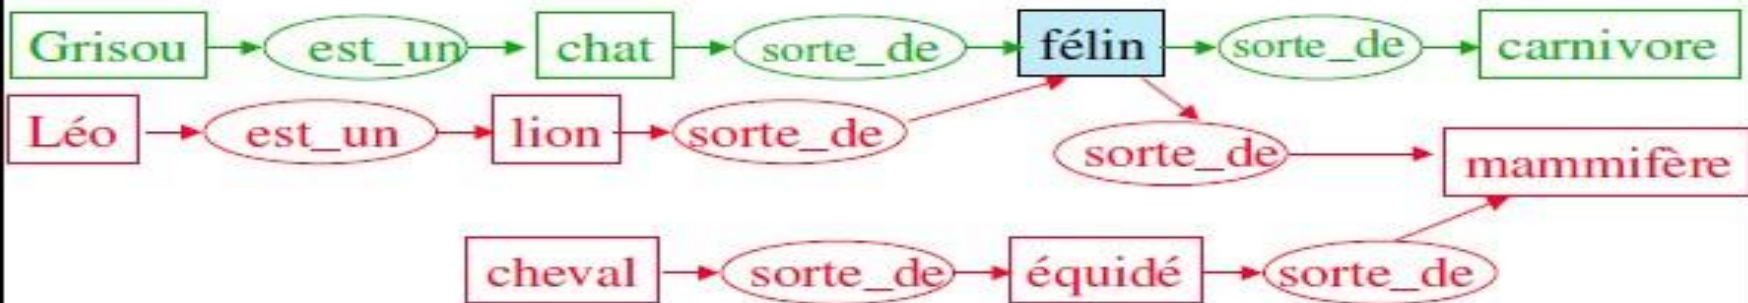 Grisou est_un chat sorte_de félin sorte_de carnivore
Léo est_un lion sorte_de sorte_de mammifère
cheval sorte_de équidé sorte_de